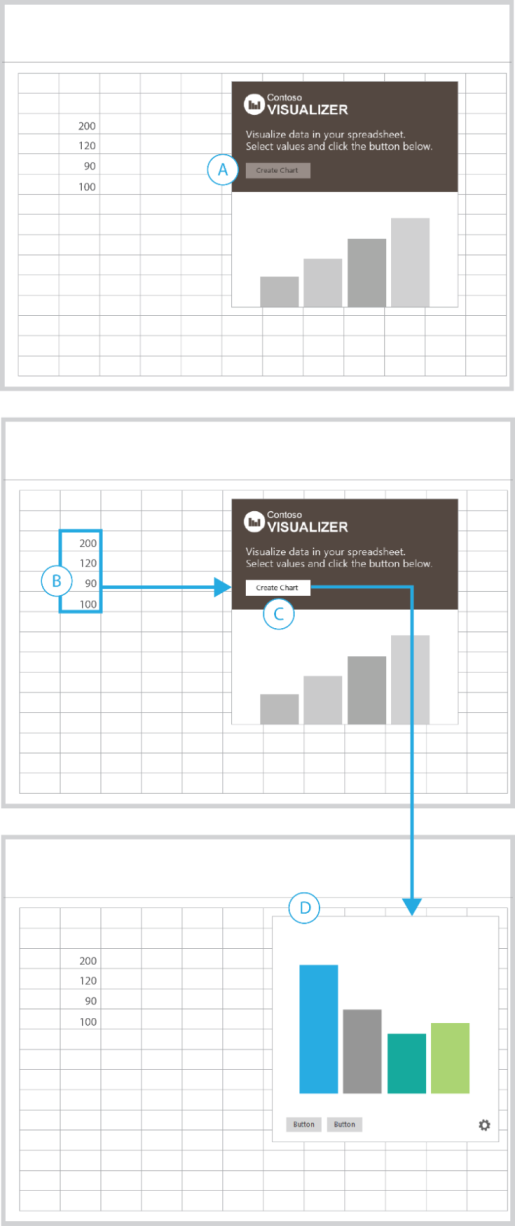 Contoso
VISUALIZER
200
120
90
100
Visualize data in your spreadsheet.
Select values and click the button below.
A
Create Chart
Contoso
VISUALIZER
200
120
B
90
100
Visualize data in your spreadsheet.
Select values and click the button below.
Create Chart
C
D
200
120
90
100
Button
Button